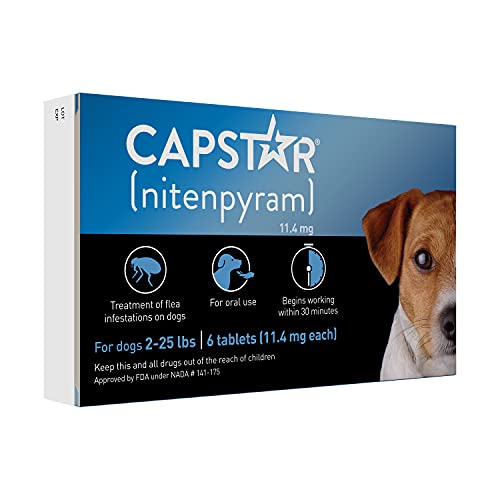 LOT
EXP
CAPSTAR®
(nitenpyram)
11.4 mg
Treatment of flea
infestations on dogs
For oral use
Begins working
within 30 minutes
For dogs 2-25 lbs | 6 tablets (11.4 mg each)
Keep this and all drugs out of the reach of children
Approved by FDA under NADA # 141-175